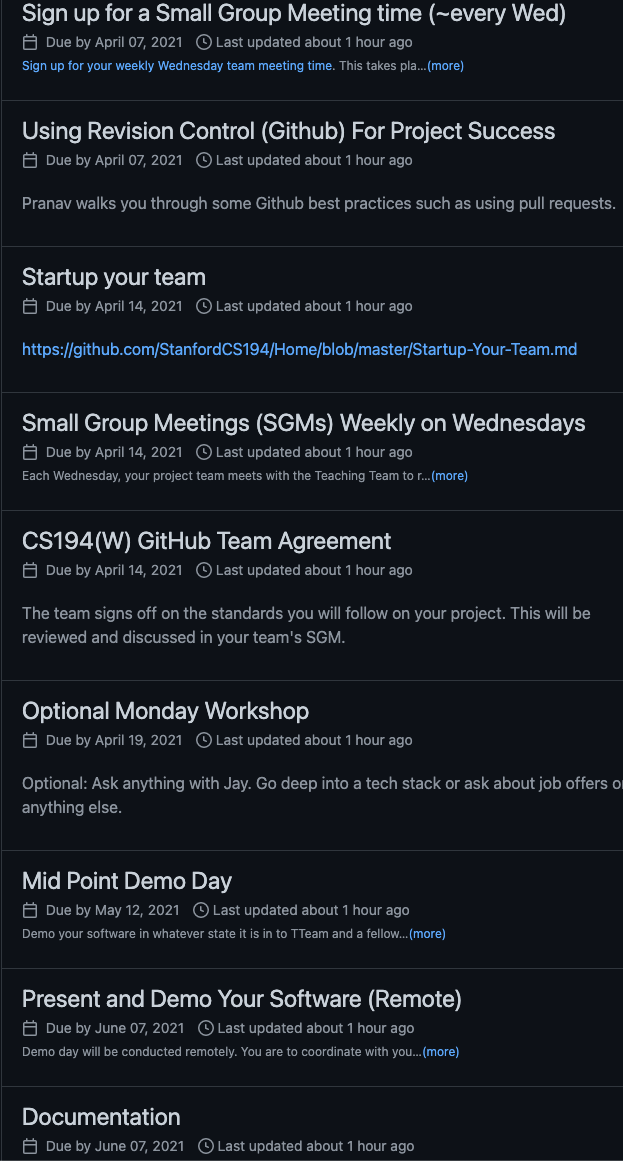 Sign up for a Small Group Meeting time (~every Wed)
Due by April 07, 2021 Last updated about 1 hour ago
Sign up for your weekly Wednesday team meeting time. This takes pla...(more)
Using Revision Control (Github) For Project Success
Due by April 07, 2021 Last updated about 1 hour ago
Pranav walks you through some Github best practices such as using pull requests.
Startup your team
Due by April 14, 2021 Last updated about 1 hour ago
https://github.com/StanfordCS194/Home/blob/master/Startup-Your-Team.md
Small Group Meetings (SGMs) Weekly on Wednesdays
Due by April 14, 2021 Last updated about 1 hour ago
Each Wednesday, your project team meets with the Teaching Team to r...(more)
CS194(W) GitHub Team Agreement
Due by April 14, 2021 Last updated about 1 hour ago
The team signs off on the standards you will follow on your project. This will be
reviewed and discussed in your team's SGM.
Optional Monday Workshop
Due by April 19, 2021 Last updated about 1 hour ago
Optional: Ask anything with Jay. Go deep into a tech stack or ask about job offers or
anything else.
Mid Point Demo Day
Due by May 12, 2021 Last updated about 1 hour ago
Demo your software in whatever state it is in to TTeam and a fellow...(more)
Present and Demo Your Software (Remote)
Due by June 07, 2021 Last updated about 1 hour ago
Demo day will be conducted remotely. You are to coordinate with you...(more)
Documentation
Due by June 07, 2021 Last updated about 1 hour ago